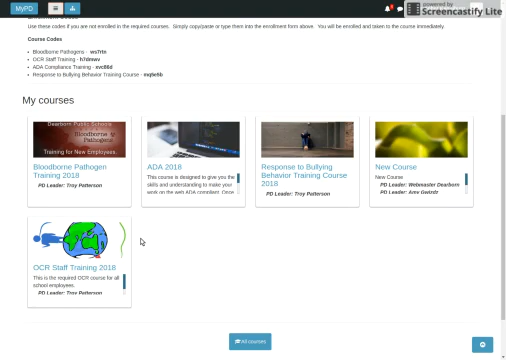 MyPD
powered by
Screencastify Lite
Use these codes if you are not enrolled in the required courses. Simply copy/paste or type them into the enrollment form above. You will be enrolled and taken to the course immediately.
Course Codes
Bloodborne Pathogens - ws7rtn
OCR Staff Training - h7dnwv
ADA Compliance Training - xvc86d
Response to Bullying Behavior Training Course - mq6e5b
My courses
Dearborn Public Schools
Bloodborne
Pathogens
Training for New Employees.
Bloodborne Pathogen
Training 2018
PD Leader: Troy Patterson
ADA 2018
This course is designed to give you the
skills and understanding to make your
work on the web ADA compliant. Once
Response to Bullying
Behavior Training Course
2018
PD Leader: Troy Patterson
New Course
New Course
PD Leader: Webmaster Dearborn
PD Leader: Amy Gwizdz
OCR Staff Training 2018
This is the required OCR course for all
school employees.
PD Leader: Troy Patterson
All courses